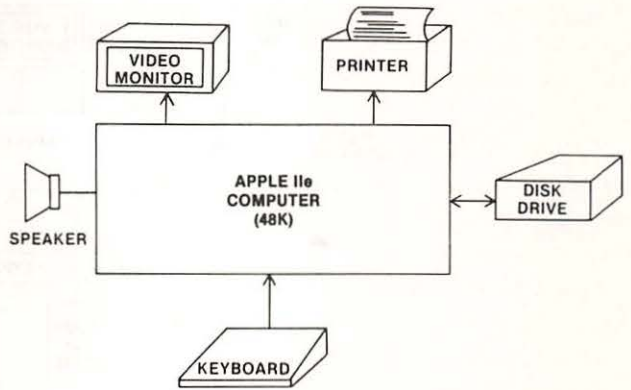 VIDEO
MONITOR
PRINTER
APPLE IIe
COMPUTER
(48K)
DISK
DRIVE
SPEAKER
KEYBOARD